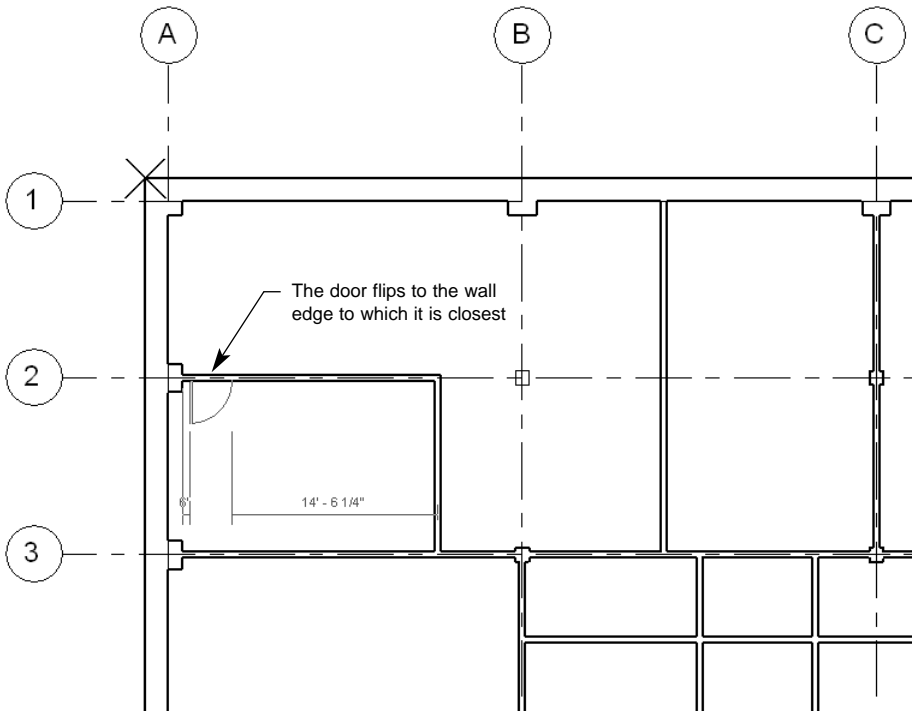 A
B
C
1
The door flips to the wall
edge to which it is closest
2
6"
14' - 6 1/4"
3